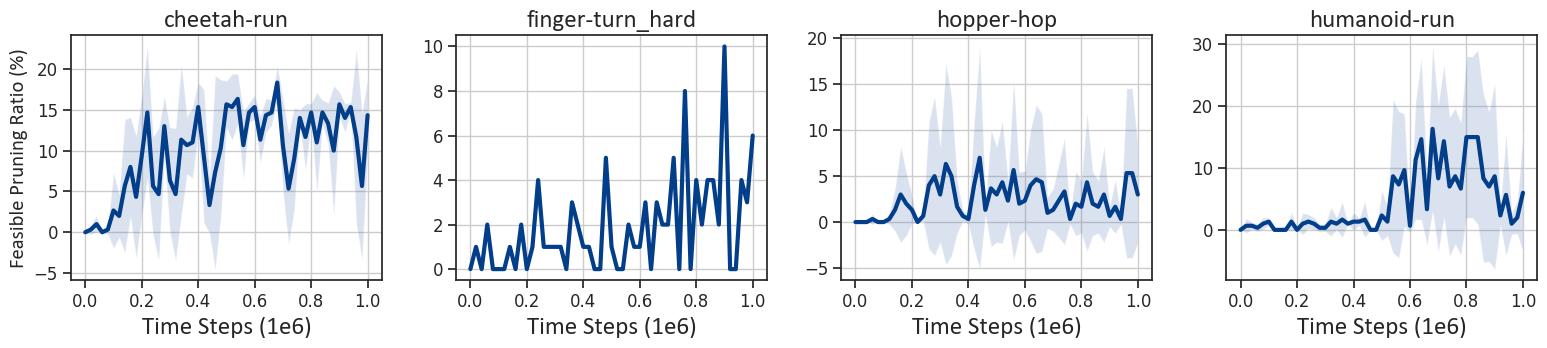 cheetah-run
Feasible Pruning Ratio (%)
20
15
10
5
0
−5
0.0 0.2 0.4 0.6 0.8 1.0
Time Steps (1e6)
finger-turn_hard
10
8
6
4
2
0
0.0 0.2 0.4 0.6 0.8 1.0
Time Steps (1e6)
hopper-hop
20
15
10
5
0
−5
0.0 0.2 0.4 0.6 0.8 1.0
Time Steps (1e6)
humanoid-run
30
20
10
0
0.0 0.2 0.4 0.6 0.8 1.0
Time Steps (1e6)